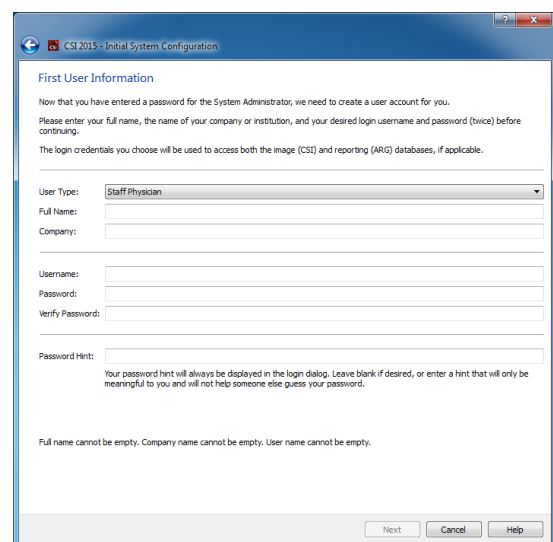 CSI 2015 - Initial System Configuration
First User Information
Now that you have entered a password for the System Administrator, we need to create a user account for you.
Please enter your full name, the name of your company or institution, and your desired login username and password (twice) before
continuing.
The login credentials you choose will be used to access both the image (CSI) and reporting (ARG) databases, if applicable.
User Type: Staff Physician
Full Name:
Company:
Username:
Password:
Verify Password:
Password Hint:
Your password hint will always be displayed in the login dialog. Leave blank if desired, or enter a hint that will only be
meaningful to you and will not help someone else guess your password.
Full name cannot be empty. Company name cannot be empty. User name cannot be empty.
Next Cancel Help